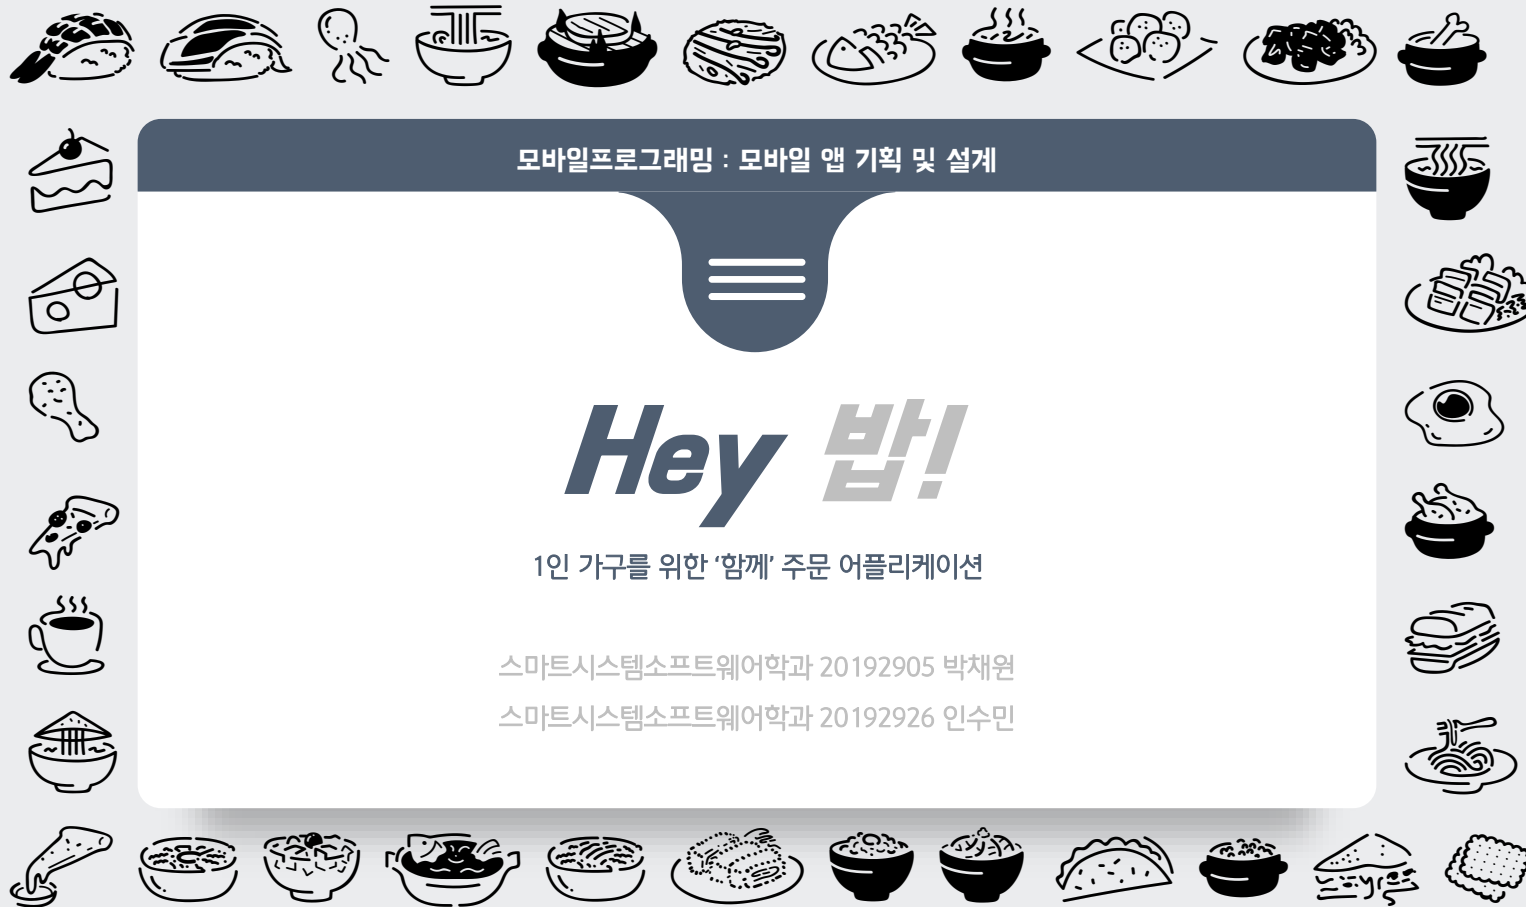 모바일프로그래밍 : 모바일 앱 기획 및 설계
Hey 밥!
1인 가구를 위한 ‘함께’ 주문 어플리케이션
스마트시스템소프트웨어학과 20192905 박채원
스마트시스템소프트웨어학과 20192926 인수민